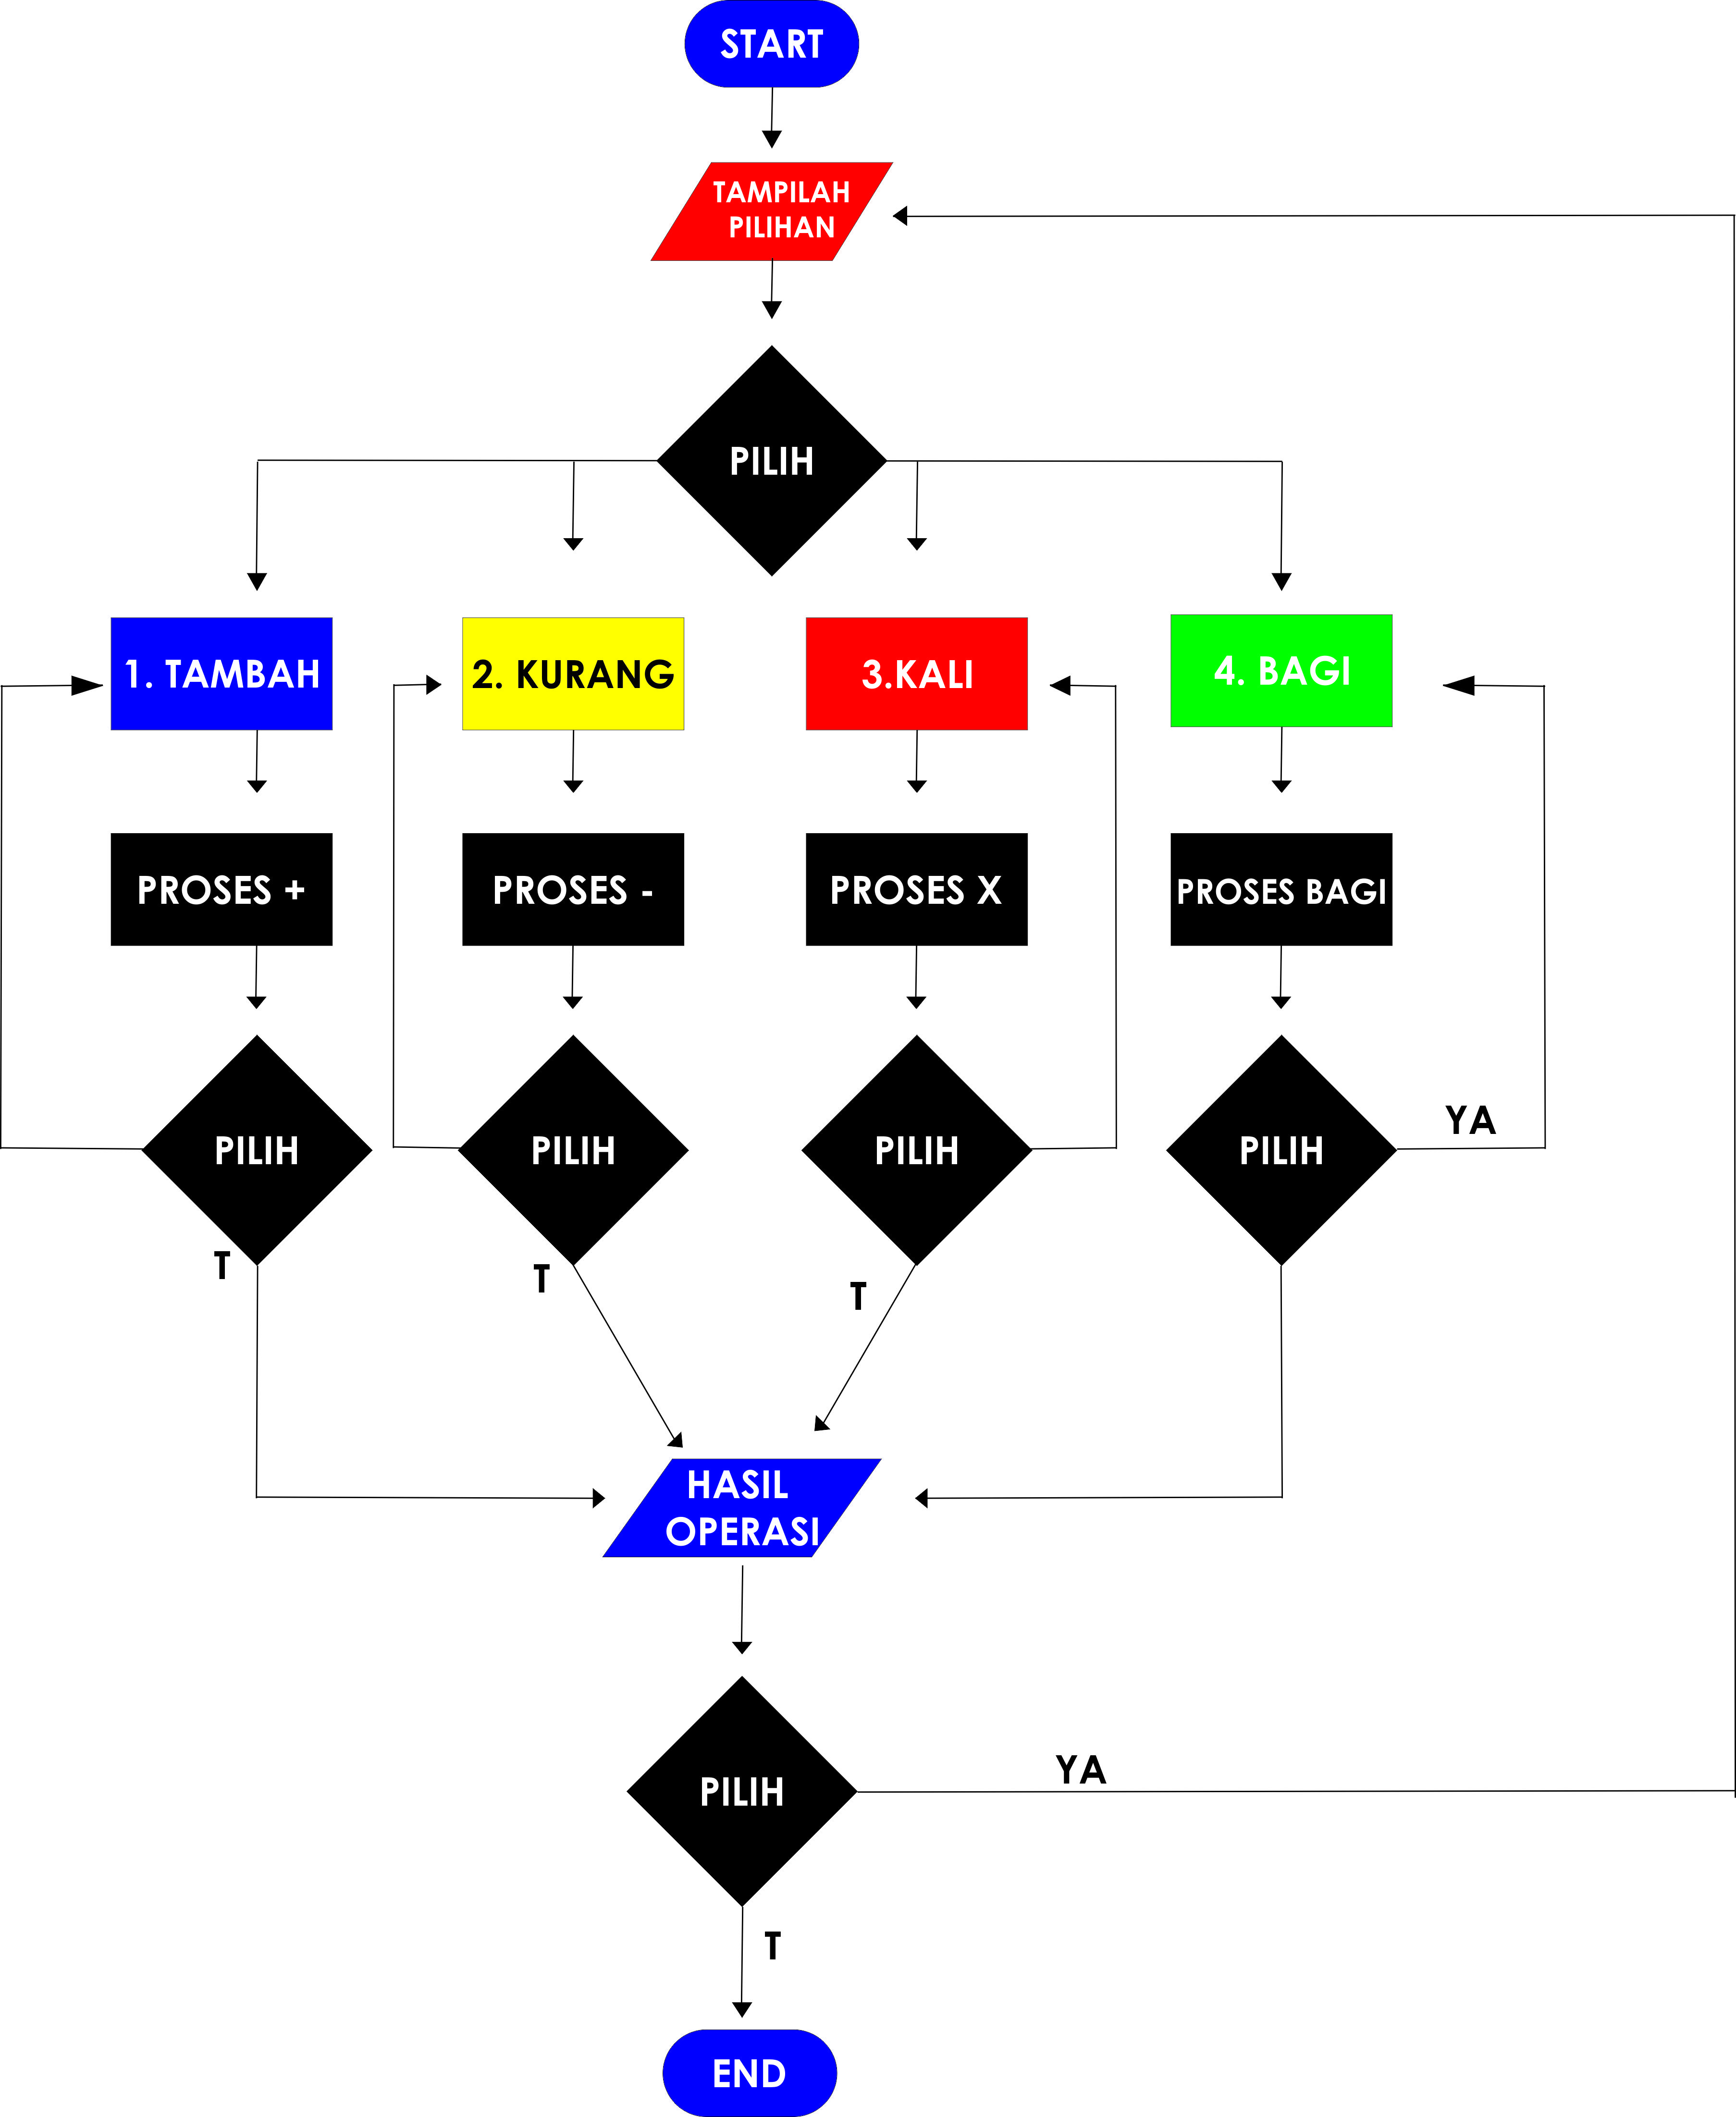 START
TAMPILAH
PILIHAN
PILIH
1. TAMBAH
2. KURANG
3.KALI
4. BAGI
PROSES +
PROSES -
PROSES X
PROSES BAGI
PILIH
PILIH
PILIH
PILIH
YA
T
T
T
HASIL
OPERASI
PILIH
YA
T
END